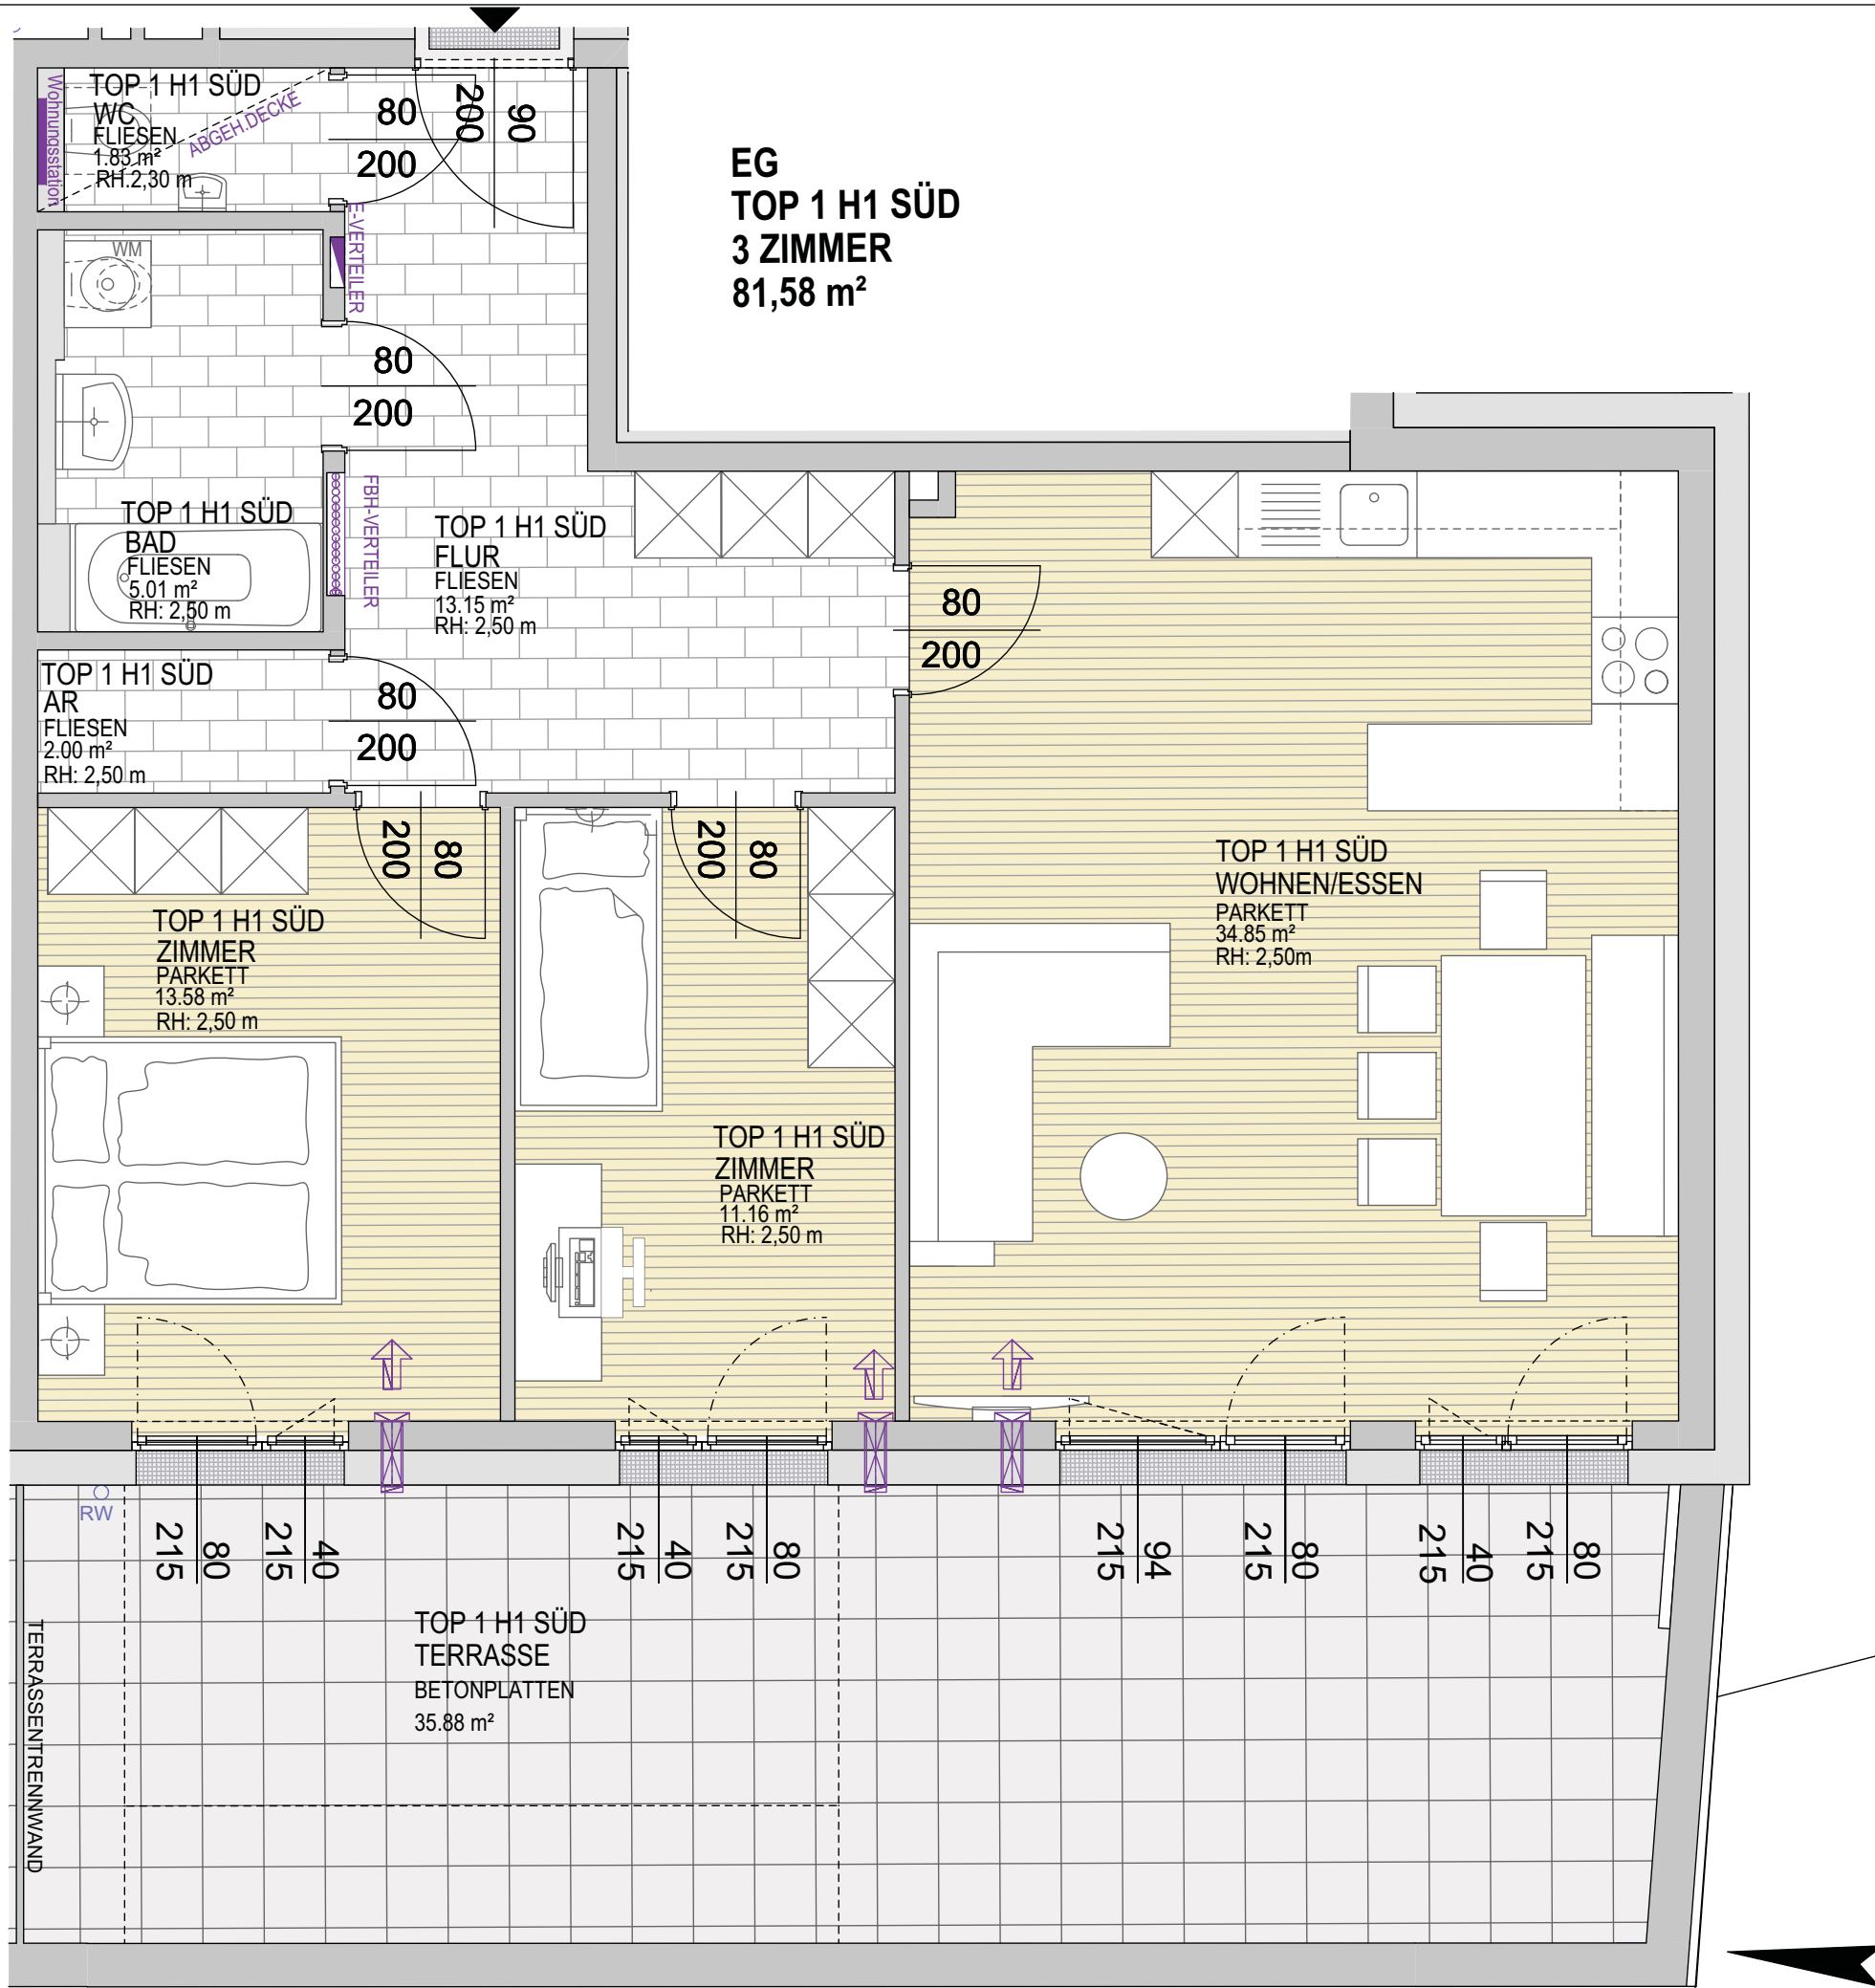 EG
TOP 1 H1 SÜD
3 ZIMMER
81,58 m²
Wohnungsstation
TOP 1 H1 SÜD
WC
FLIESEN
1.83 m²
RH.2,30 m
ABGEH.DECKE
80
200
200
90
E-VERTEILER
WM
80
200
TOP 1 H1 SÜD
BAD
FLIESEN
5.01 m²
RH: 2,50 m
FBH-VERTEILER
TOP 1 H1 SÜD
FLUR
FLIESEN
13.15 m²
RH: 2,50 m
80
200
TOP 1 H1 SÜD
AR
FLIESEN
2.00 m²
RH: 2,50 m
80
200
200
80
200
80
TOP 1 H1 SÜD
ZIMMER
PARKETT
13.58 m²
RH: 2,50 m
TOP 1 H1 SÜD
WOHNEN/ESSEN
PARKETT
34.85 m²
RH: 2,50m
TOP 1 H1 SÜD
ZIMMER
PARKETT
11.16 m²
RH: 2,50 m
RW
215
80
215
40
215
40
215
80
215
94
215
80
215
40
215
80
TOP 1 H1 SÜD
TERRASSE
BETONPLATTEN
35.88 m²
TERRASSENTRENNWAND